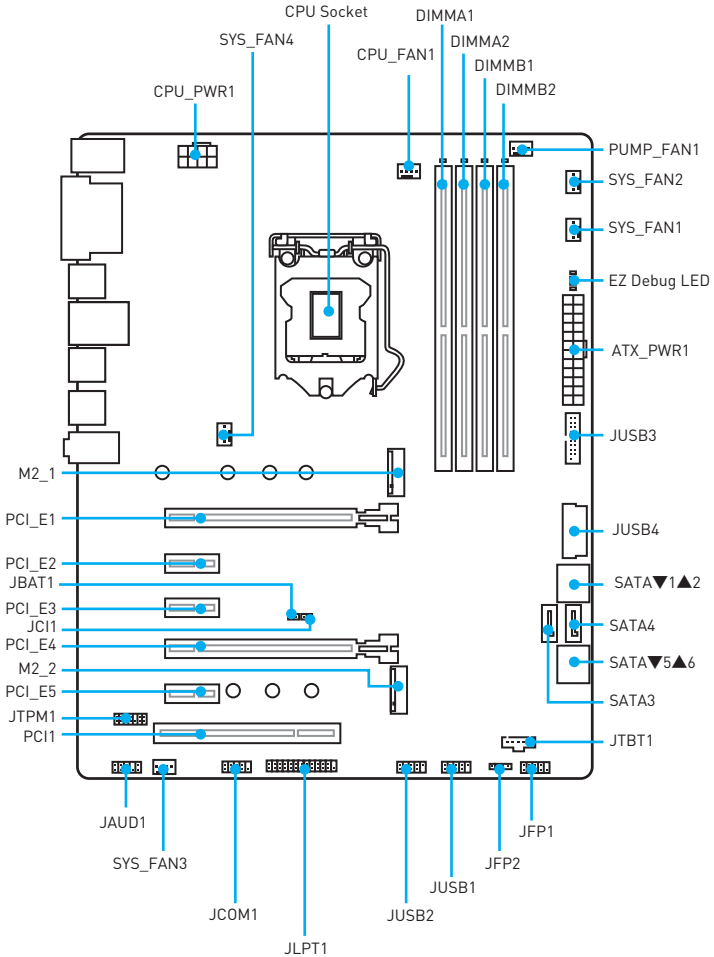 CPU Socket
DIMMA1
SYS_FAN4
DIMMA2
CPU_FAN1
DIMMB1
CPU_PWR1
DIMMB2
PUMP_FAN1
SYS_FAN2
SYS_FAN1
EZ Debug LED
ATX_PWR1
JUSB3
M2_1
PCI_E1
JUSB4
PCI_E2
JBAT1
SATA▼1▲2
PCI_E3
JCI1
SATA4
PCI_E4
M2_2
SATA▼5▲6
PCI_E5
SATA3
JTPM1
PCI1
JTBT1
JAUD1
JFP1
SYS_FAN3
JFP2
JUSB1
JCOM1
JUSB2
JLPT1